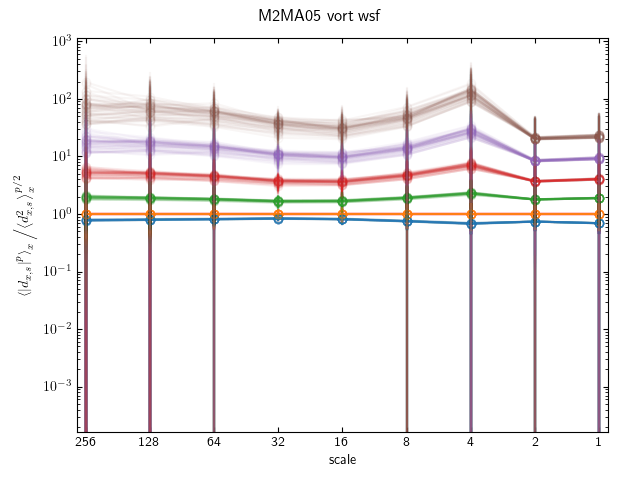 M2MA05 vort wsf
10³
10²
10¹
10⁰
10⁻¹
10⁻²
10⁻³
⟨|d_{x,s}|^p⟩_x / ⟨d²_{x,s}⟩_x^{p/2}
256 128 64 32 16 8 4 2 1
scale